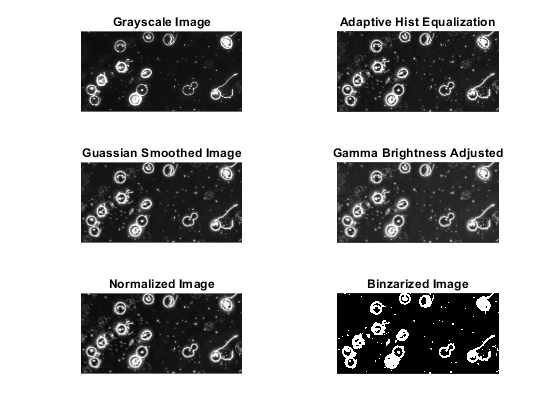 Grayscale Image
Adaptive Hist Equalization
Guassian Smoothed Image
Gamma Brightness Adjusted
Normalized Image
Binzarized Image